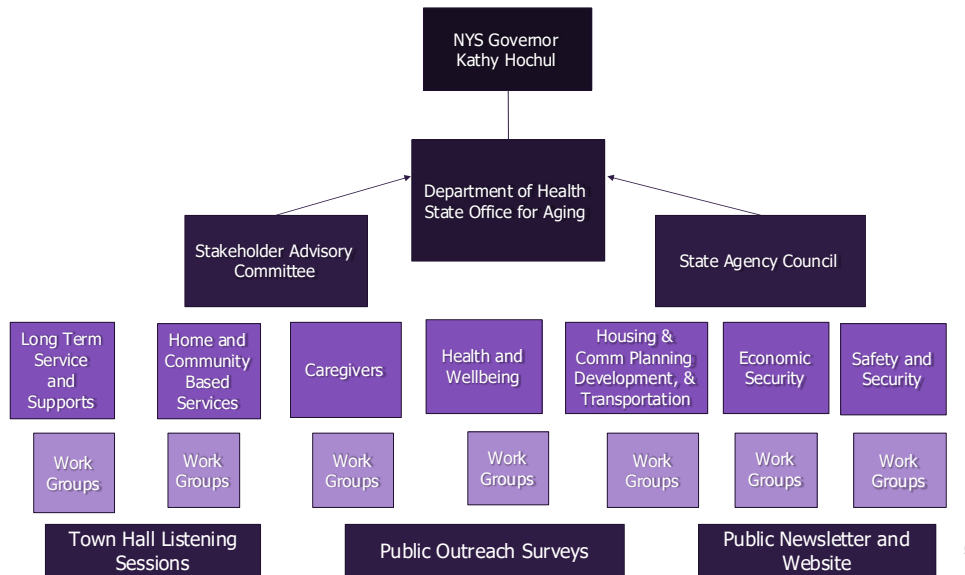 NYS Governor
Kathy Hochul
Department of Health
State Office for Aging
Stakeholder Advisory
Committee
State Agency Council
Long Term
Service
and
Supports
Home and
Community
Based
Services
Caregivers
Health and
Wellbeing
Housing &
Comm Planning
Development, &
Transportation
Economic
Security
Safety and
Security
Work
Groups
Work
Groups
Work
Groups
Work
Groups
Work
Groups
Work
Groups
Work
Groups
Town Hall Listening
Sessions
Public Outreach Surveys
Public Newsletter and
Website